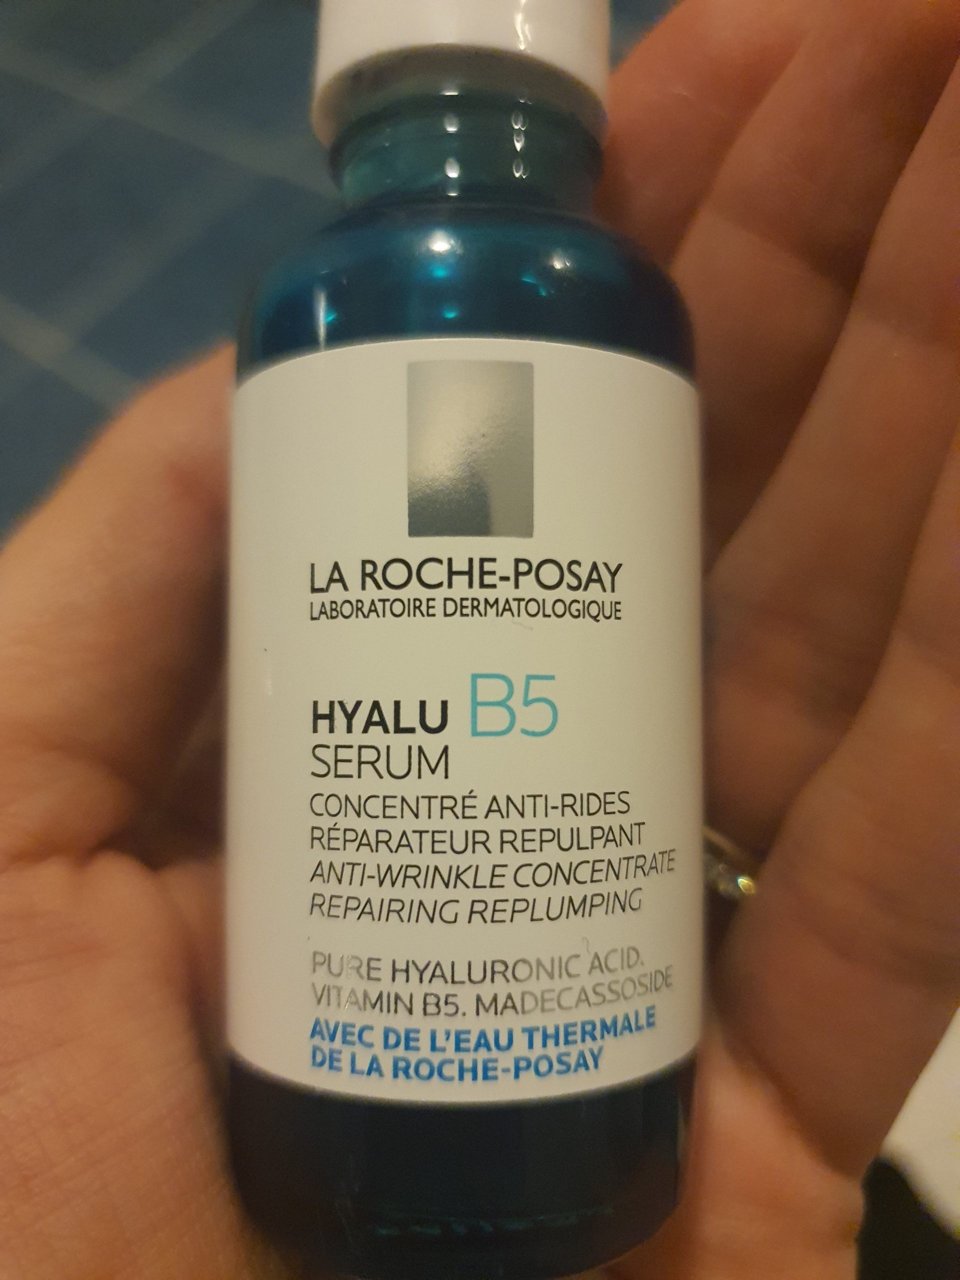 LA ROCHE-POSAY
LABORATOIRE DERMATOLOGIQUE
HYALU B5
SERUM
CONCENTRÉ ANTI-RIDES
RÉPARATEUR REPULPANT
ANTI-WRINKLE CONCENTRATE
REPAIRING REPLUMPING
PURE HYALURONIC ACID.
VITAMIN B5. MADECASSOSIDE
AVEC DE L'EAU THERMALE
DE LA ROCHE-POSAY